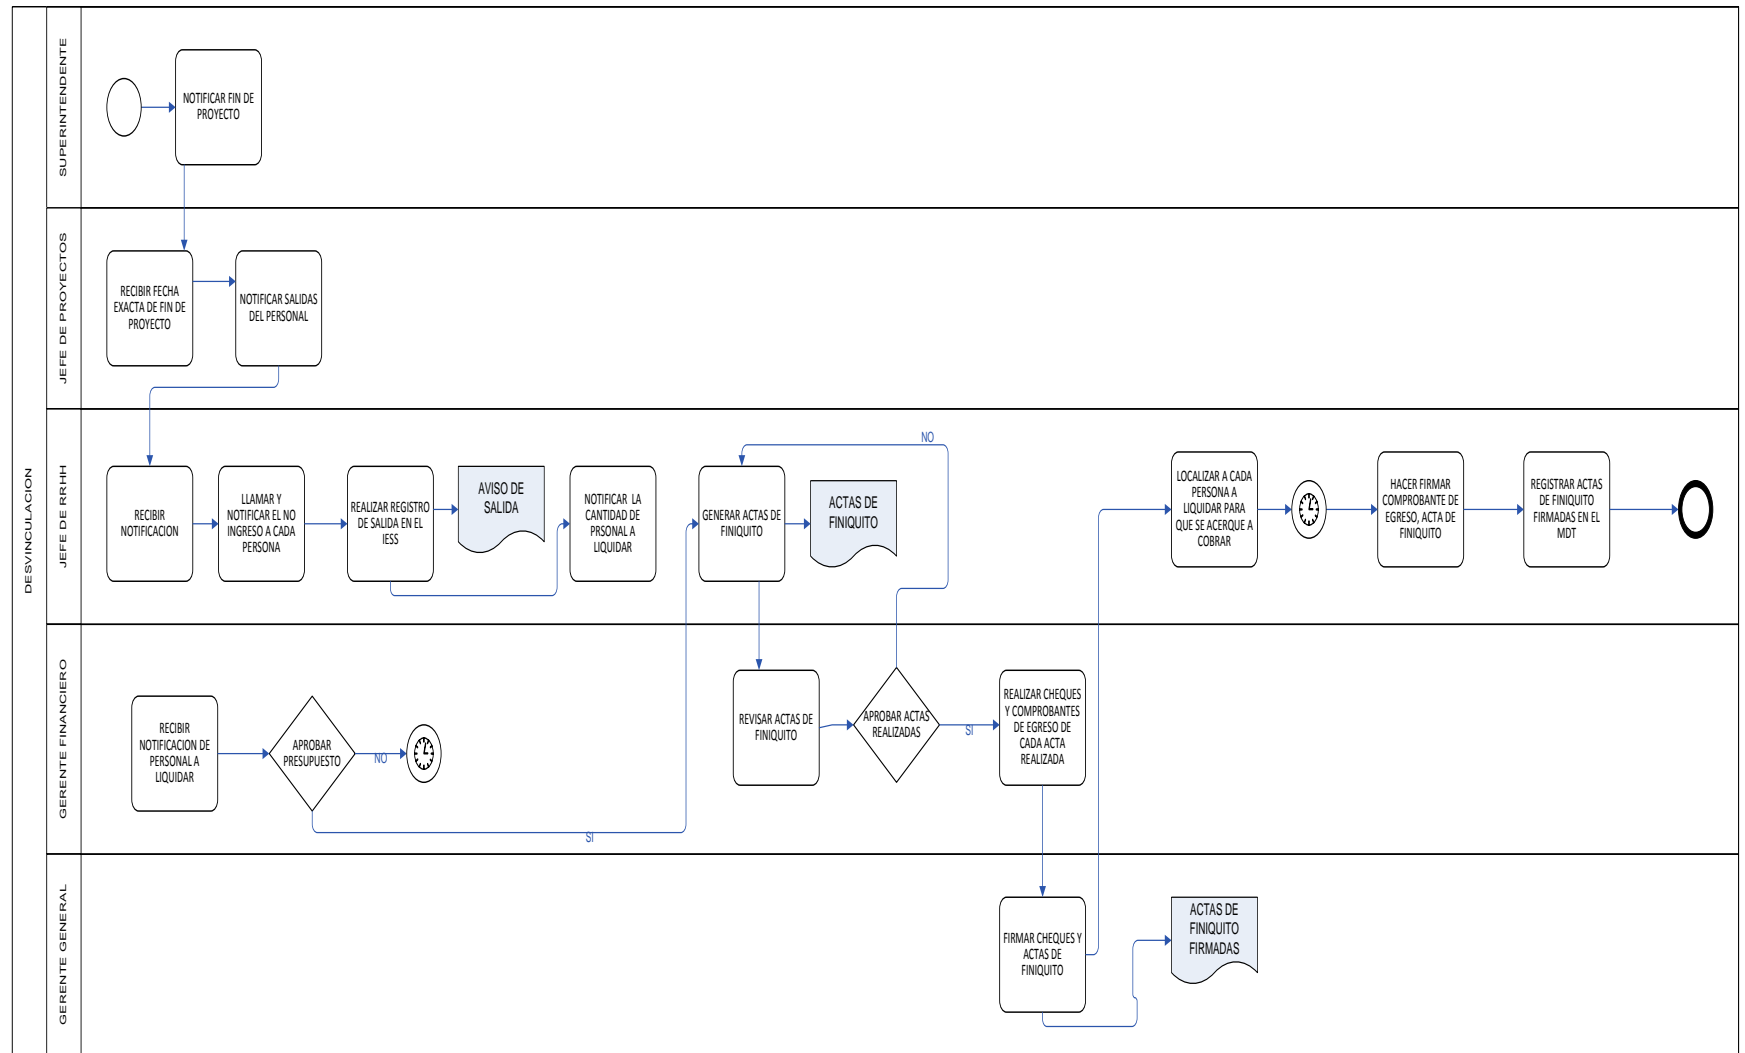 DESVINCULACION
SUPERINTENDENTE
NOTIFICAR FIN DE
PROYECTO
JEFE DE PROYECTOS
RECIBIR FECHA
EXACTA DE FIN DE
PROYECTO
NOTIFICAR SALIDAS
DEL PERSONAL
JEFE DE RRHH
RECIBIR
NOTIFICACION
LLAMAR Y
NOTIFICAR EL NO
INGRESO A CADA
PERSONA
REALIZAR REGISTRO
DE SALIDA EN EL
IESS
AVISO DE
SALIDA
NOTIFICAR LA
CANTIDAD DE
PRSONAL A
LIQUIDAR
GENERAR ACTAS DE
FINIQUITO
ACTAS DE
FINIQUITO
NO
LOCALIZAR A CADA
PERSONA A
LIQUIDAR PARA
QUE SE ACERQUE A
COBRAR
HACER FIRMAR
COMPROBANTE DE
EGRESO, ACTA DE
FINIQUITO
REGISTRAR ACTAS
DE FINIQUITO
FIRMADAS EN EL
MDT
GERENTE FINANCIERO
RECIBIR
NOTIFICACION DE
PERSONAL A
LIQUIDAR
APROBAR
PRESUPUESTO
NO
SI
REVISAR ACTAS DE
FINIQUITO
APROBAR ACTAS
REALIZADAS
SI
REALIZAR CHEQUES
Y COMPROBANTES
DE EGRESO DE
CADA ACTA
REALIZADA
GERENTE GENERAL
FIRMAR CHEQUES Y
ACTAS DE
FINIQUITO
ACTAS DE
FINIQUITO
FIRMADAS